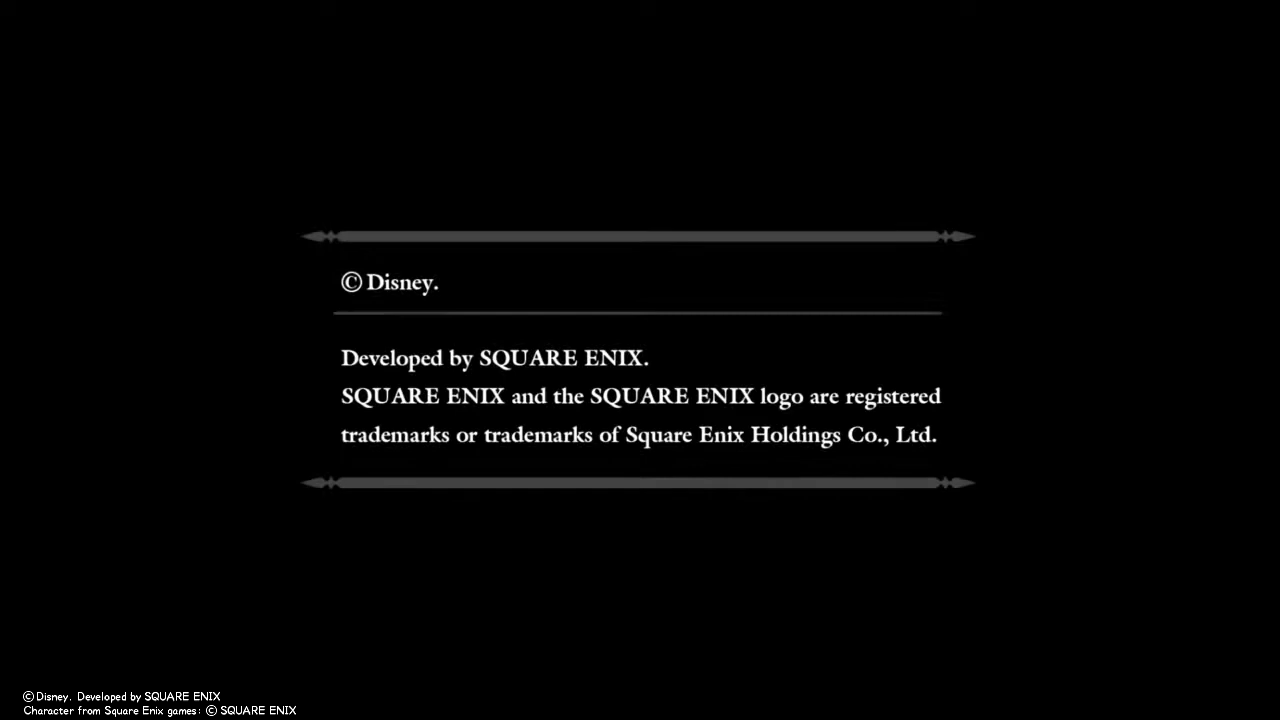 © Disney.
Developed by SQUARE ENIX.
SQUARE ENIX and the SQUARE ENIX logo are registered
trademarks or trademarks of Square Enix Holdings Co., Ltd.
© Disney. Developed by SQUARE ENIX
Character from Square Enix games: © SQUARE ENIX